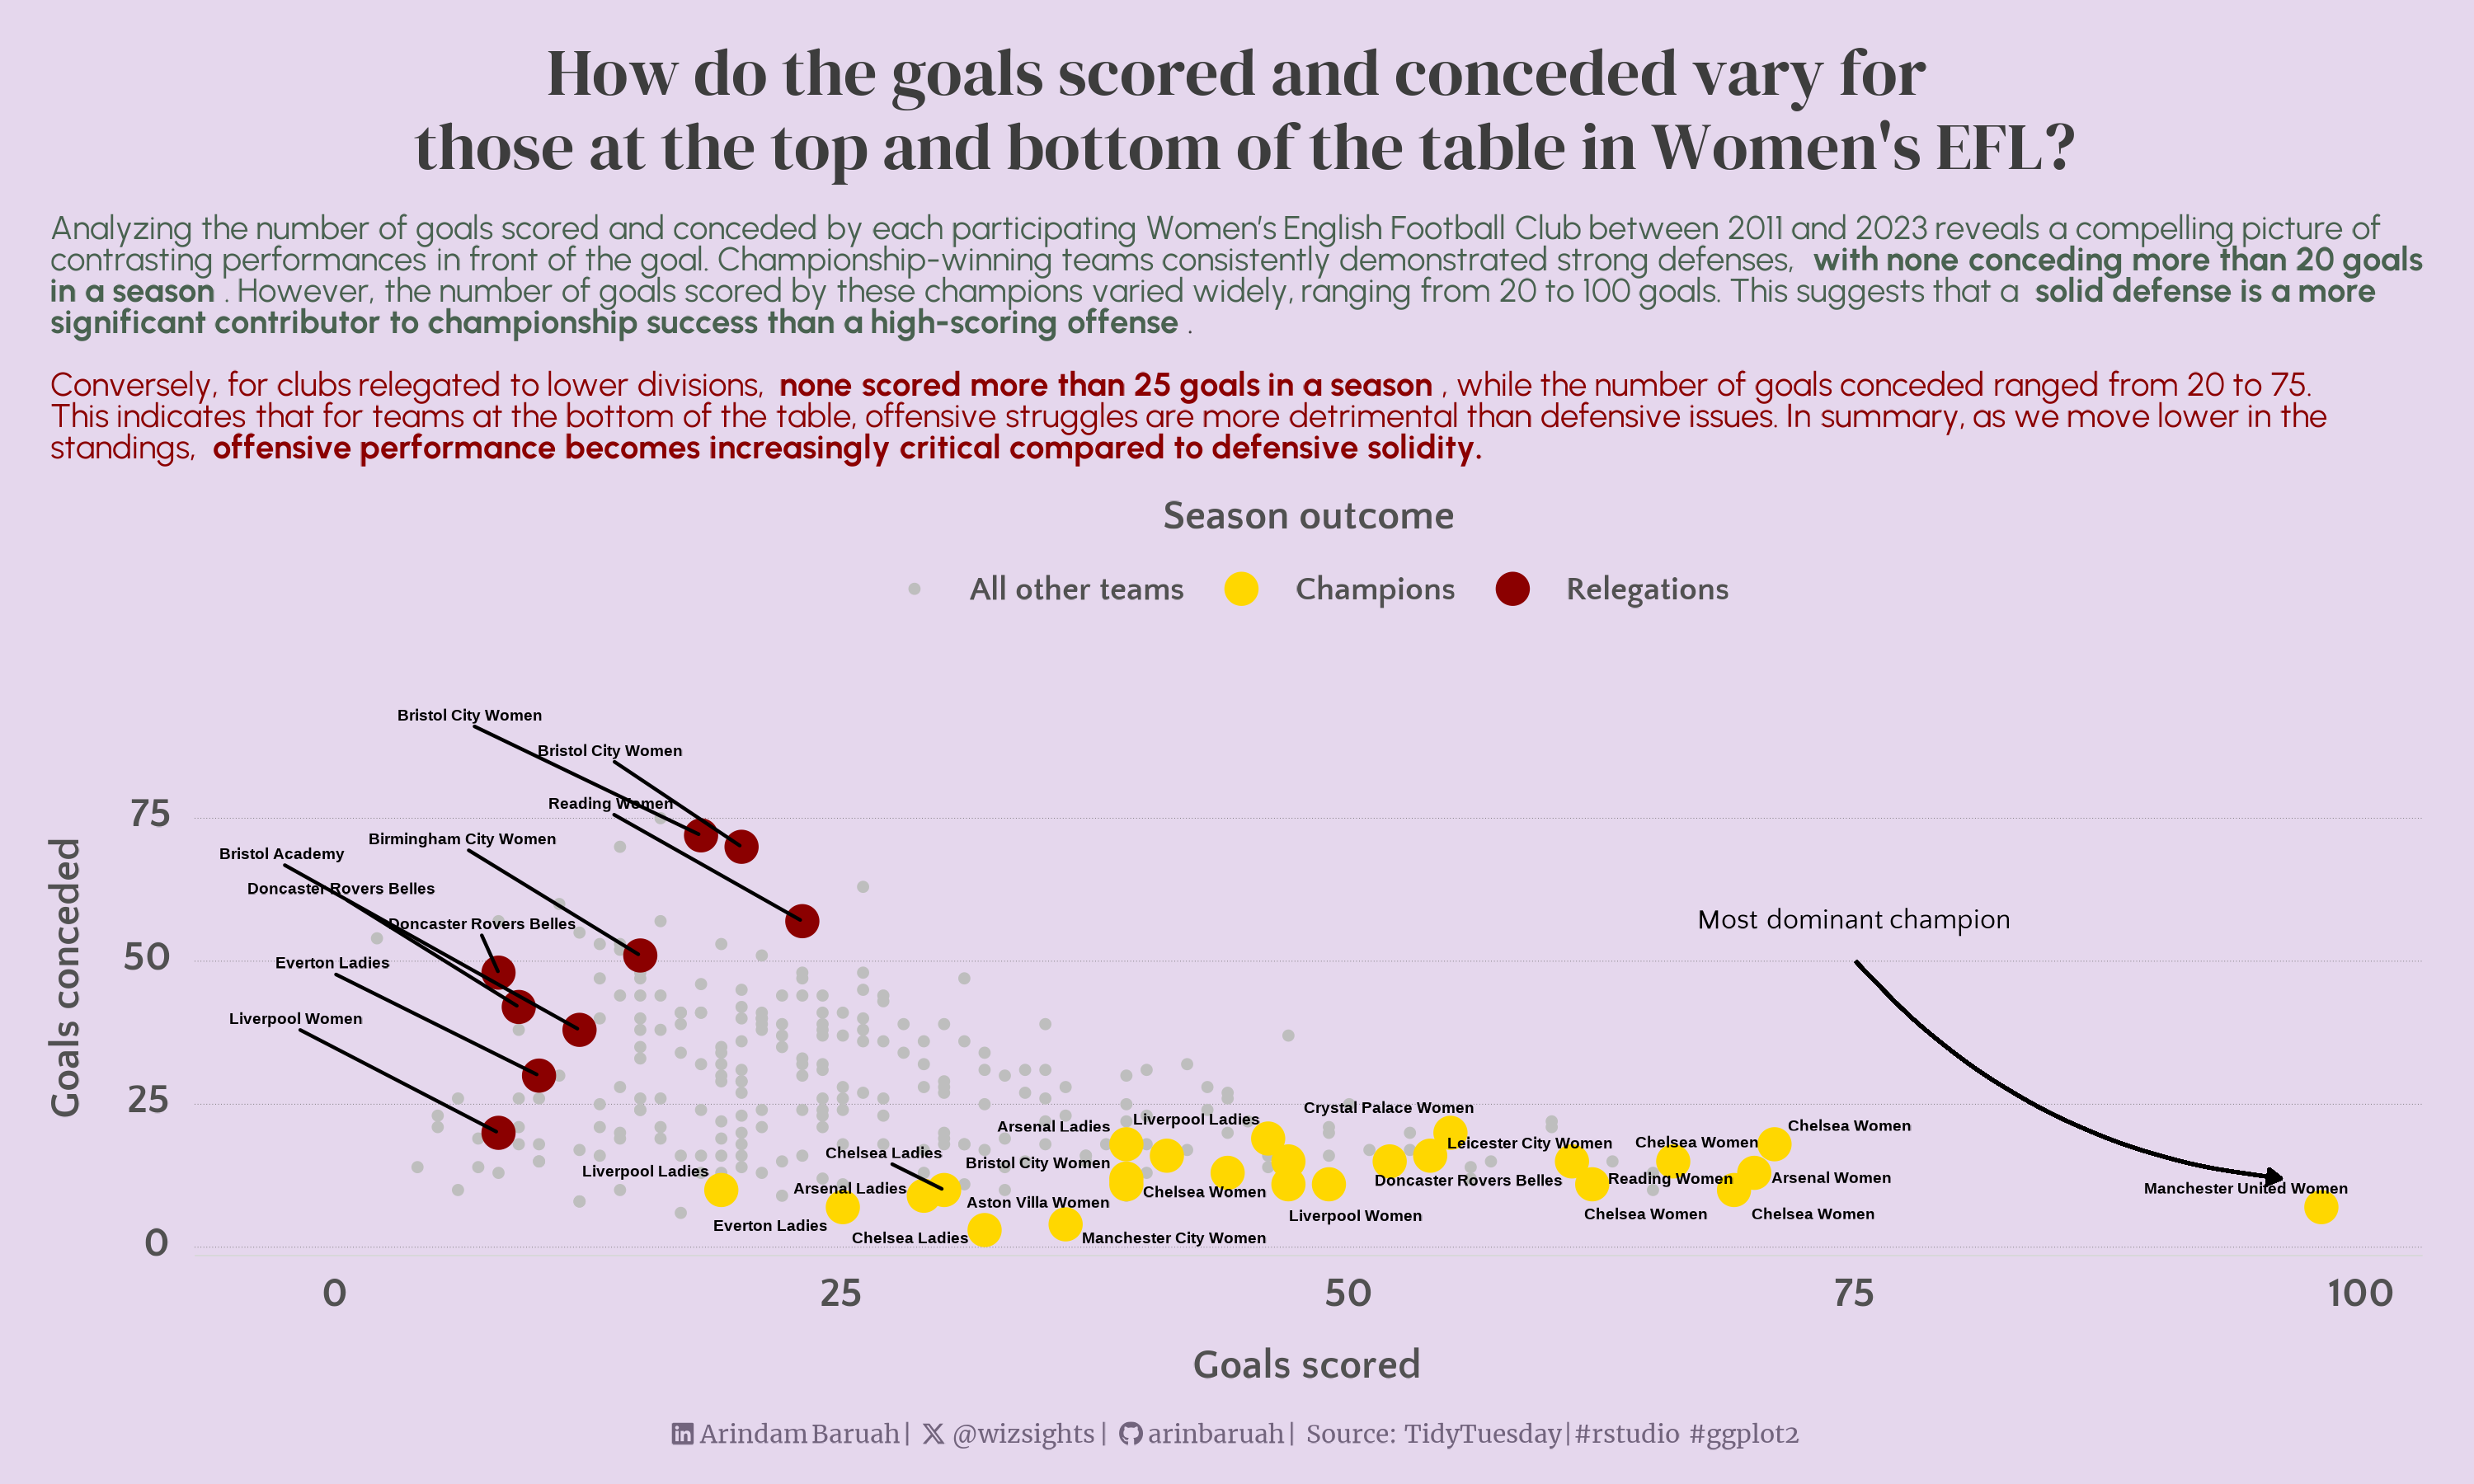 How do the goals scored and conceded vary for
those at the top and bottom of the table in Women's EFL?
Analyzing the number of goals scored and conceded by each participating Women's English Football Club between 2011 and 2023 reveals a compelling picture of
contrasting performances in front of the goal. Championship-winning teams consistently demonstrated strong defenses, with none conceding more than 20 goals
in a season . However, the number of goals scored by these champions varied widely, ranging from 20 to 100 goals. This suggests that a solid defense is a more
significant contributor to championship success than a high-scoring offense .
Conversely, for clubs relegated to lower divisions, none scored more than 25 goals in a season , while the number of goals conceded ranged from 20 to 75.
This indicates that for teams at the bottom of the table, offensive struggles are more detrimental than defensive issues. In summary, as we move lower in the
standings, offensive performance becomes increasingly critical compared to defensive solidity.
Season outcome
All other teams
Champions
Relegations
Bristol City Women
Bristol City Women
Reading Women
Birmingham City Women
Bristol Academy
Doncaster Rovers Belles
Doncaster Rovers Belles
Everton Ladies
Liverpool Women
Most dominant champion
Crystal Palace Women
Liverpool Ladies
Arsenal Ladies
Chelsea Women
Leicester City Women
Chelsea Women
Chelsea Ladies
Bristol City Women
Liverpool Ladies
Arsenal Women
Reading Women
Doncaster Rovers Belles
Arsenal Ladies
Manchester United Women
Chelsea Women
Aston Villa Women
Liverpool Women
Chelsea Women
Chelsea Women
Everton Ladies
Chelsea Ladies
Manchester City Women
Goals conceded
75
50
25
0
0
25
50
75
100
Goals scored
Arindam Baruah| @wizsights| arinbaruah| Source: TidyTuesday|#rstudio #ggplot2